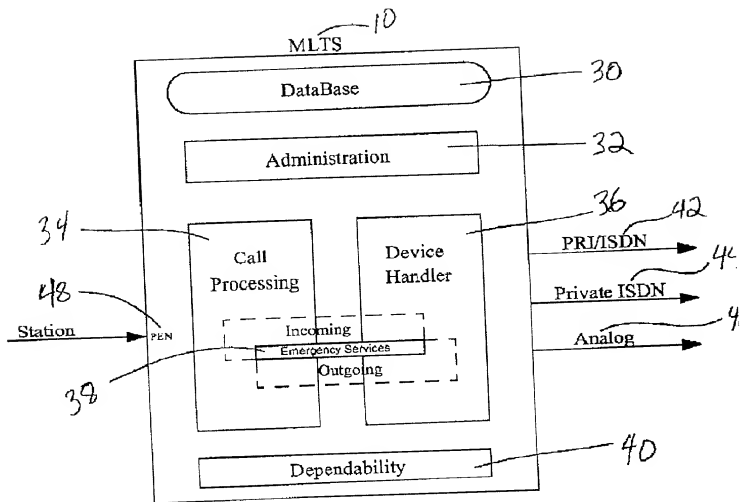 10
MLTS
30
DataBase
32
Administration
34
36
42
Call Processing
Device Handler
PRI/ISDN
48
44
Private ISDN
Station
PEN
Incoming
Analog
Emergency Services
Outgoing
38
40
Dependability